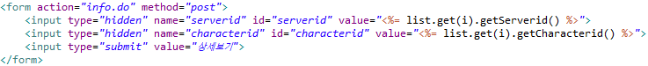 <form action="info.do" method="post">
<input type="hidden" name="serverid" id="serverid" value="<%= list.get(i).getServerid() %>">
<input type="hidden" name="characterid" id="characterid" value="<%= list.get(i).getCharacterid() %>">
<input type="submit" value="상세보기">
</form>